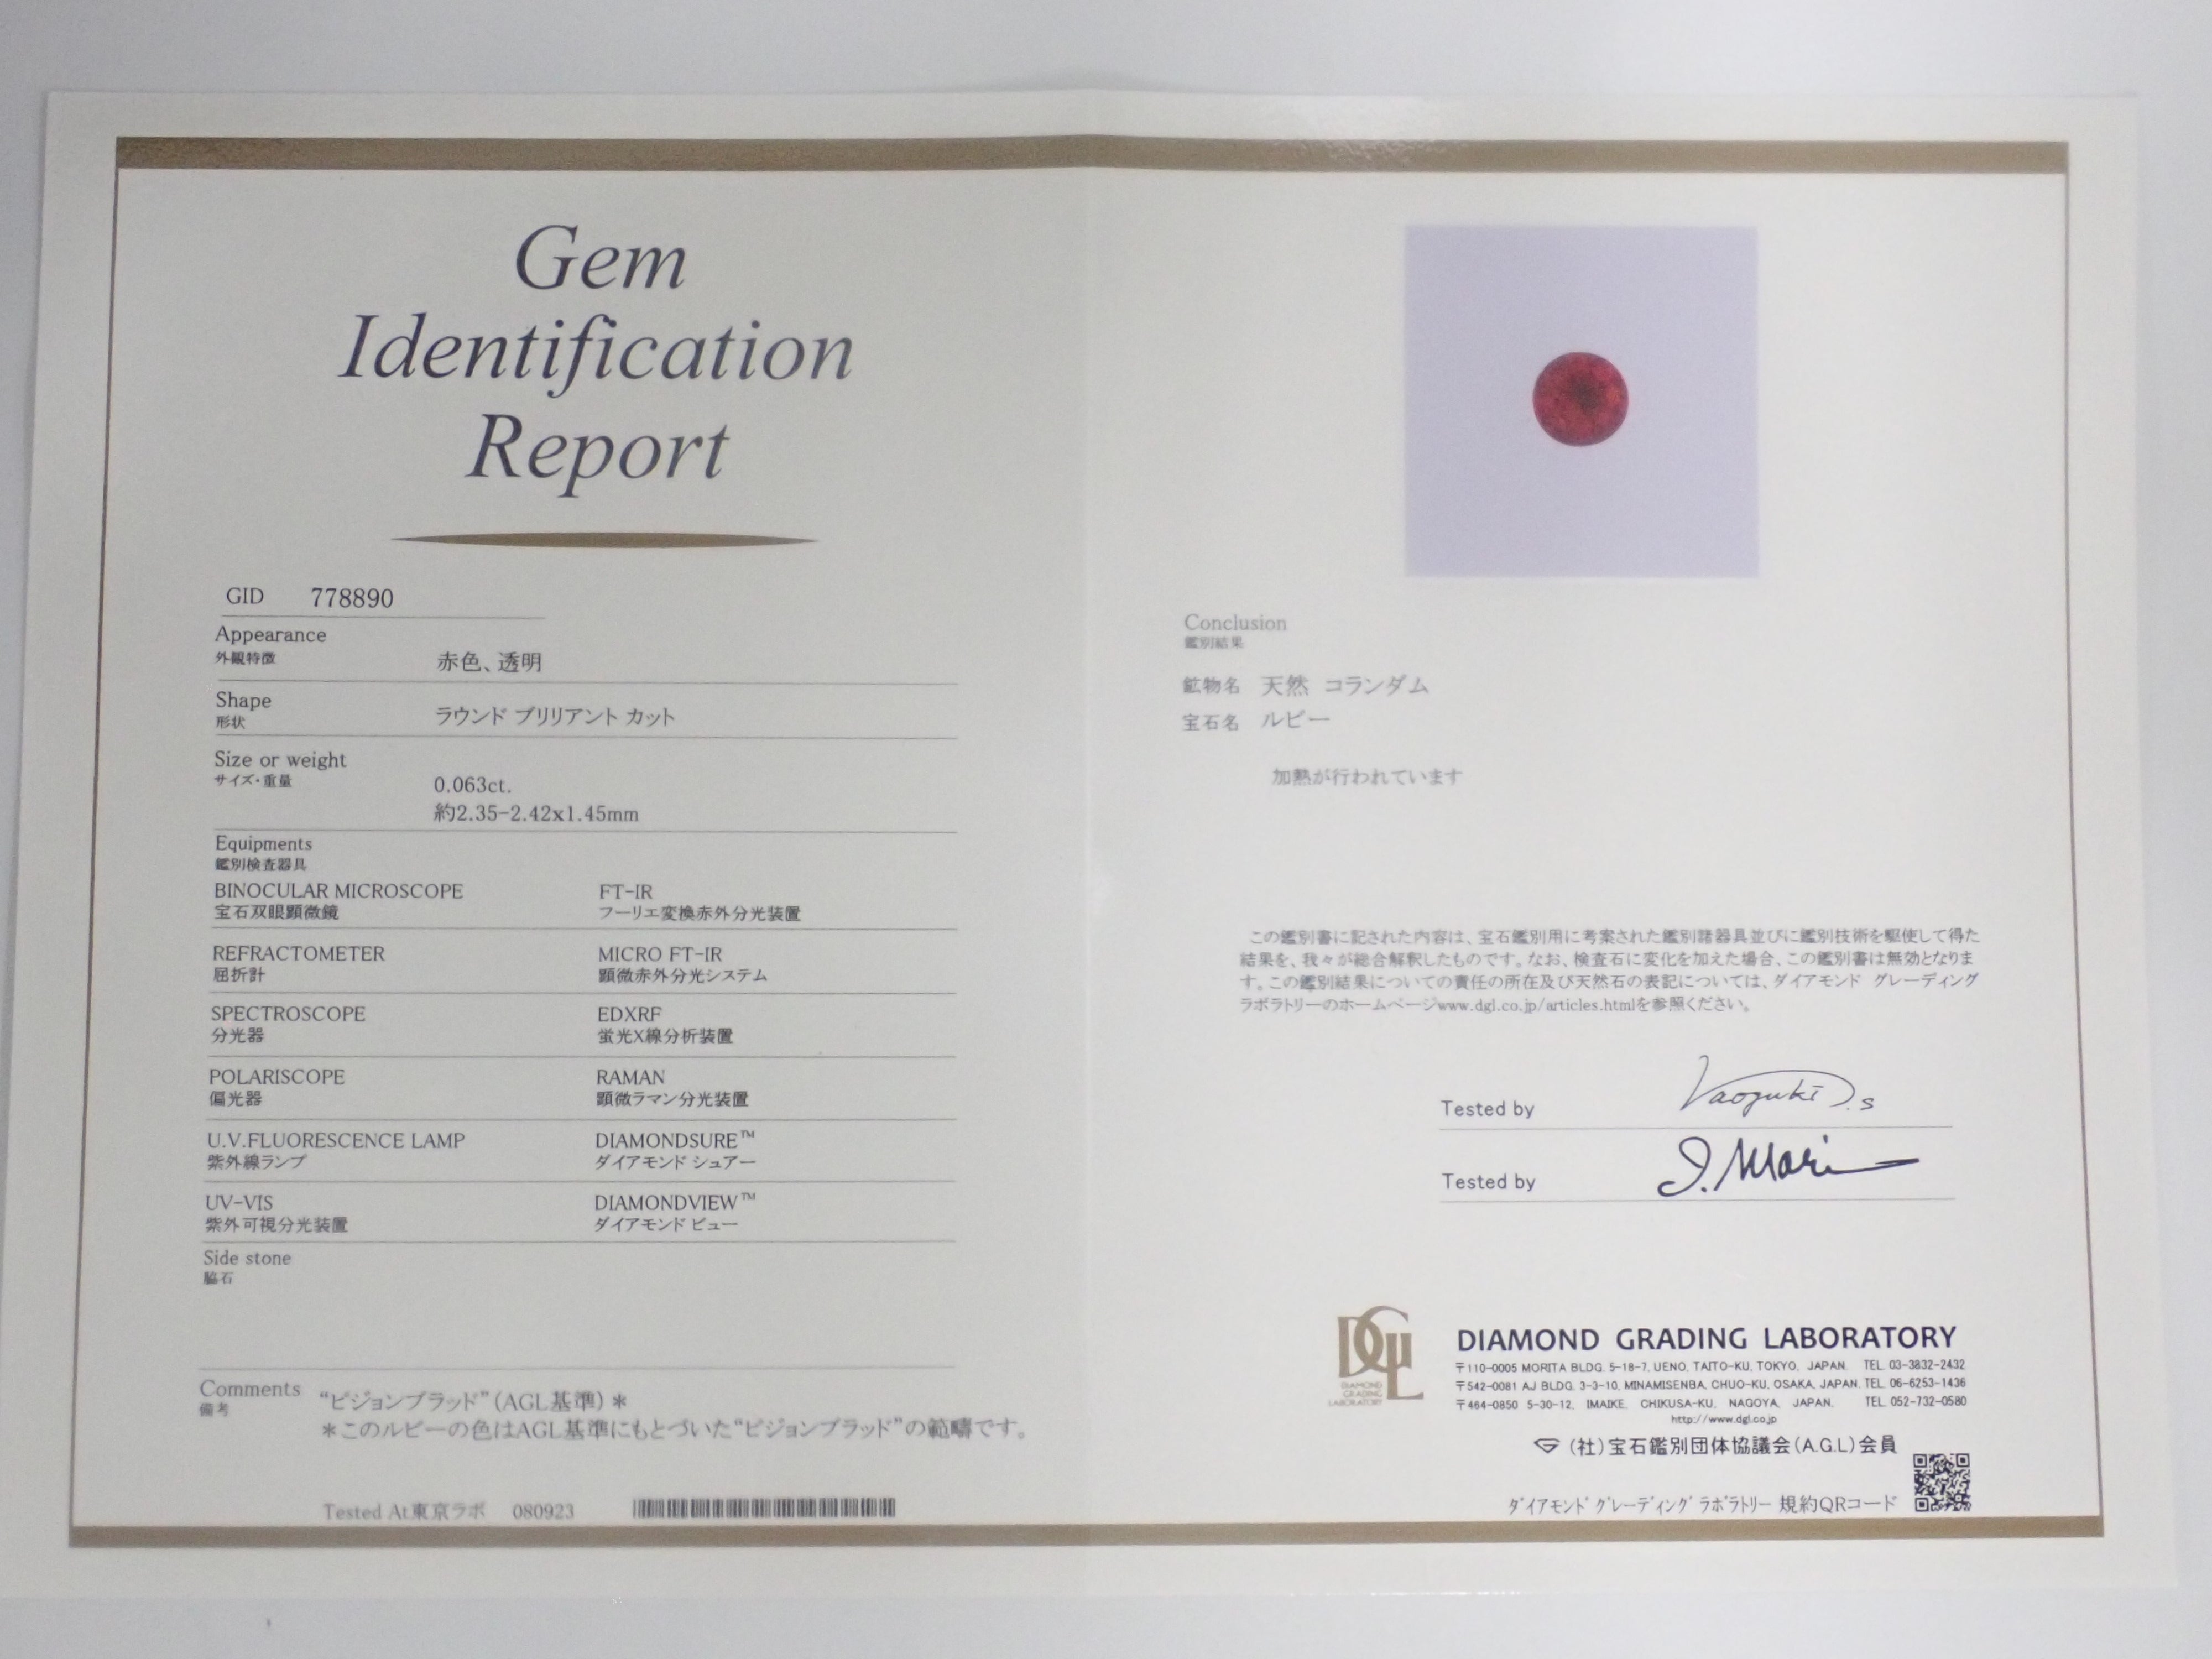 Gem
Identification
Report
GID 778890
Appearance
外観特徴
赤色、透明
Shape
形状
ラウンド ブリリアント カット
Size or weight
サイズ・重量
0.063ct.
約2.35-2.42x1.45mm
Equipments
鑑別検査器具
BINOCULAR MICROSCOPE FT-IR
宝石双眼顕微鏡 フーリエ変換赤外分光装置
REFRACTOMETER MICRO FT-IR
屈折計 顕微赤外分光システム
SPECTROSCOPE EDXRF
分光器 蛍光X線分析装置
POLARISCOPE RAMAN
偏光器 顕微ラマン分光装置
U.V.FLUORESCENCE LAMP DIAMONDSURE™
紫外線ランプ ダイアモンド シュアー
UV-VIS DIAMONDVIEW™
紫外可視分光装置 ダイアモンド ビュー
Side stone
脇石
Comments
備考
“ピジョンブラッド”(AGL基準)＊
＊このルビーの色はAGL基準にもとづいた“ピジョンブラッド”の範疇です。
Tested At東京ラボ 080923
Conclusion
鑑別結果
鉱物名 天然 コランダム
宝石名 ルビー
加熱が行われています
この鑑別書に記された内容は、宝石鑑別用に考案された鑑別諸器具並びに鑑別技術を駆使して得た
結果を、我々が総合解釈したものです。なお、検査石に変化を加えた場合、この鑑別書は無効となりま
す。この鑑別結果についての責任の所在及び天然石の表記については、ダイアモンド グレーディング
ラボラトリーのホームページwww.dgl.co.jp/articles.htmlを参照ください。
Tested by
Tested by I. Mori
DGL
DIAMOND
GRADING
LABORATORY
DIAMOND GRADING LABORATORY
〒110-0005 MORITA BLDG. 5-18-7, UENO, TAITO-KU, TOKYO, JAPAN. TEL. 03-3832-2432
〒542-0081 AJ BLDG. 3-3-10, MINAMISENBA, CHUO-KU, OSAKA, JAPAN. TEL. 06-6253-1436
〒464-0850 5-30-12, IMAIKE, CHIKUSA-KU, NAGOYA, JAPAN. TEL. 052-732-0580
http://www.dgl.co.jp
(社)宝石鑑別団体協議会(A.G.L)会員
ﾀﾞｲｱﾓﾝﾄﾞ ｸﾞﾚｰﾃﾞｨﾝｸﾞ ﾗﾎﾞﾗﾄﾘｰ 規約QRコード